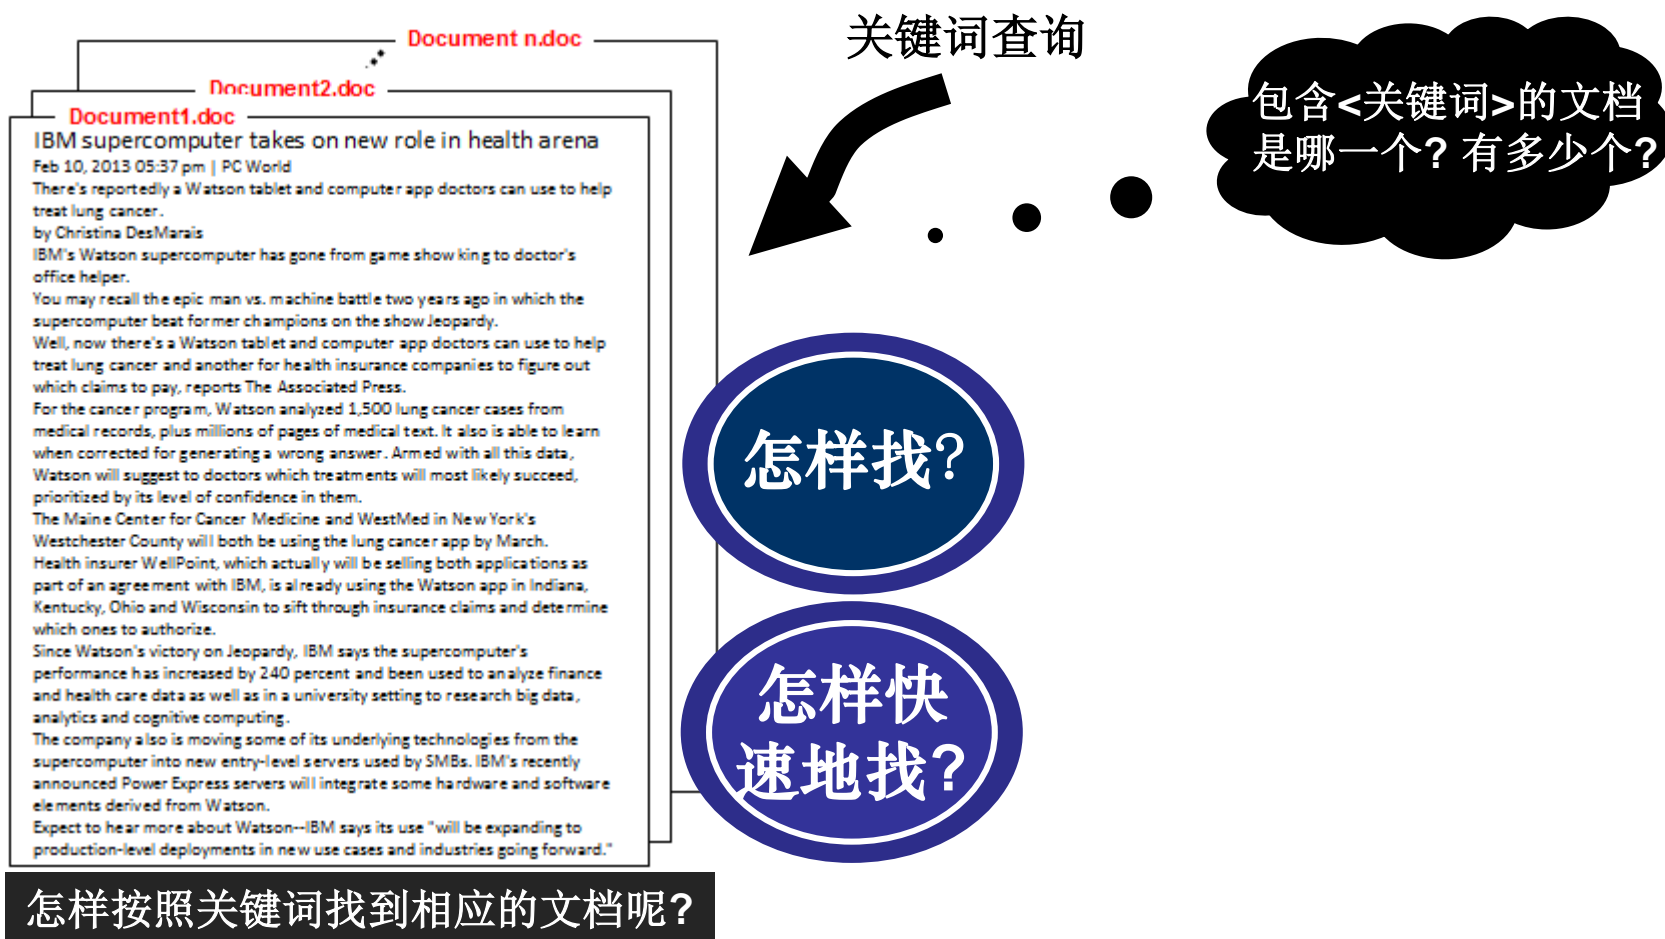 Document n.doc
Document2.doc
Document1.doc
IBM supercomputer takes on new role in health arena
Feb 10, 2013 05:37 pm | PC World
There's reportedly a Watson tablet and computer app doctors can use to help
treat lung cancer.
by Christina DesMarais
IBM's Watson supercomputer has gone from game show king to doctor's
office helper.
You may recall the epic man vs. machine battle two years ago in which the
supercomputer beat former champions on the show Jeopardy.
Well, now there's a Watson tablet and computer app doctors can use to help
treat lung cancer and another for health insurance companies to figure out
which claims to pay, reports The Associated Press.
For the cancer program, Watson analyzed 1,500 lung cancer cases from
medical records, plus millions of pages of medical text. It also is able to learn
when corrected for generating a wrong answer. Armed with all this data,
Watson will suggest to doctors which treatments will most likely succeed,
prioritized by its level of confidence in them.
The Maine Center for Cancer Medicine and WestMed in New York's
Westchester County will both be using the lung cancer app by March.
Health insurer WellPoint, which actually will be selling both applications as
part of an agreement with IBM, is already using the Watson app in Indiana,
Kentucky, Ohio and Wisconsin to sift through insurance claims and determine
which ones to authorize.
Since Watson's victory on Jeopardy, IBM says the supercomputer's
performance has increased by 240 percent and been used to analyze finance
and health care data as well as in a university setting to research big data,
analytics and cognitive computing.
The company also is moving some of its underlying technologies from the
supercomputer into new entry-level servers used by SMBs. IBM's recently
announced Power Express servers will integrate some hardware and software
elements derived from Watson.
Expect to hear more about Watson--IBM says its use "will be expanding to
production-level deployments in new use cases and industries going forward."
怎样按照关键词找到相应的文档呢?
关键词查询
包含<关键词>的文档
是哪一个? 有多少个?
怎样找?
怎样快
速地找?